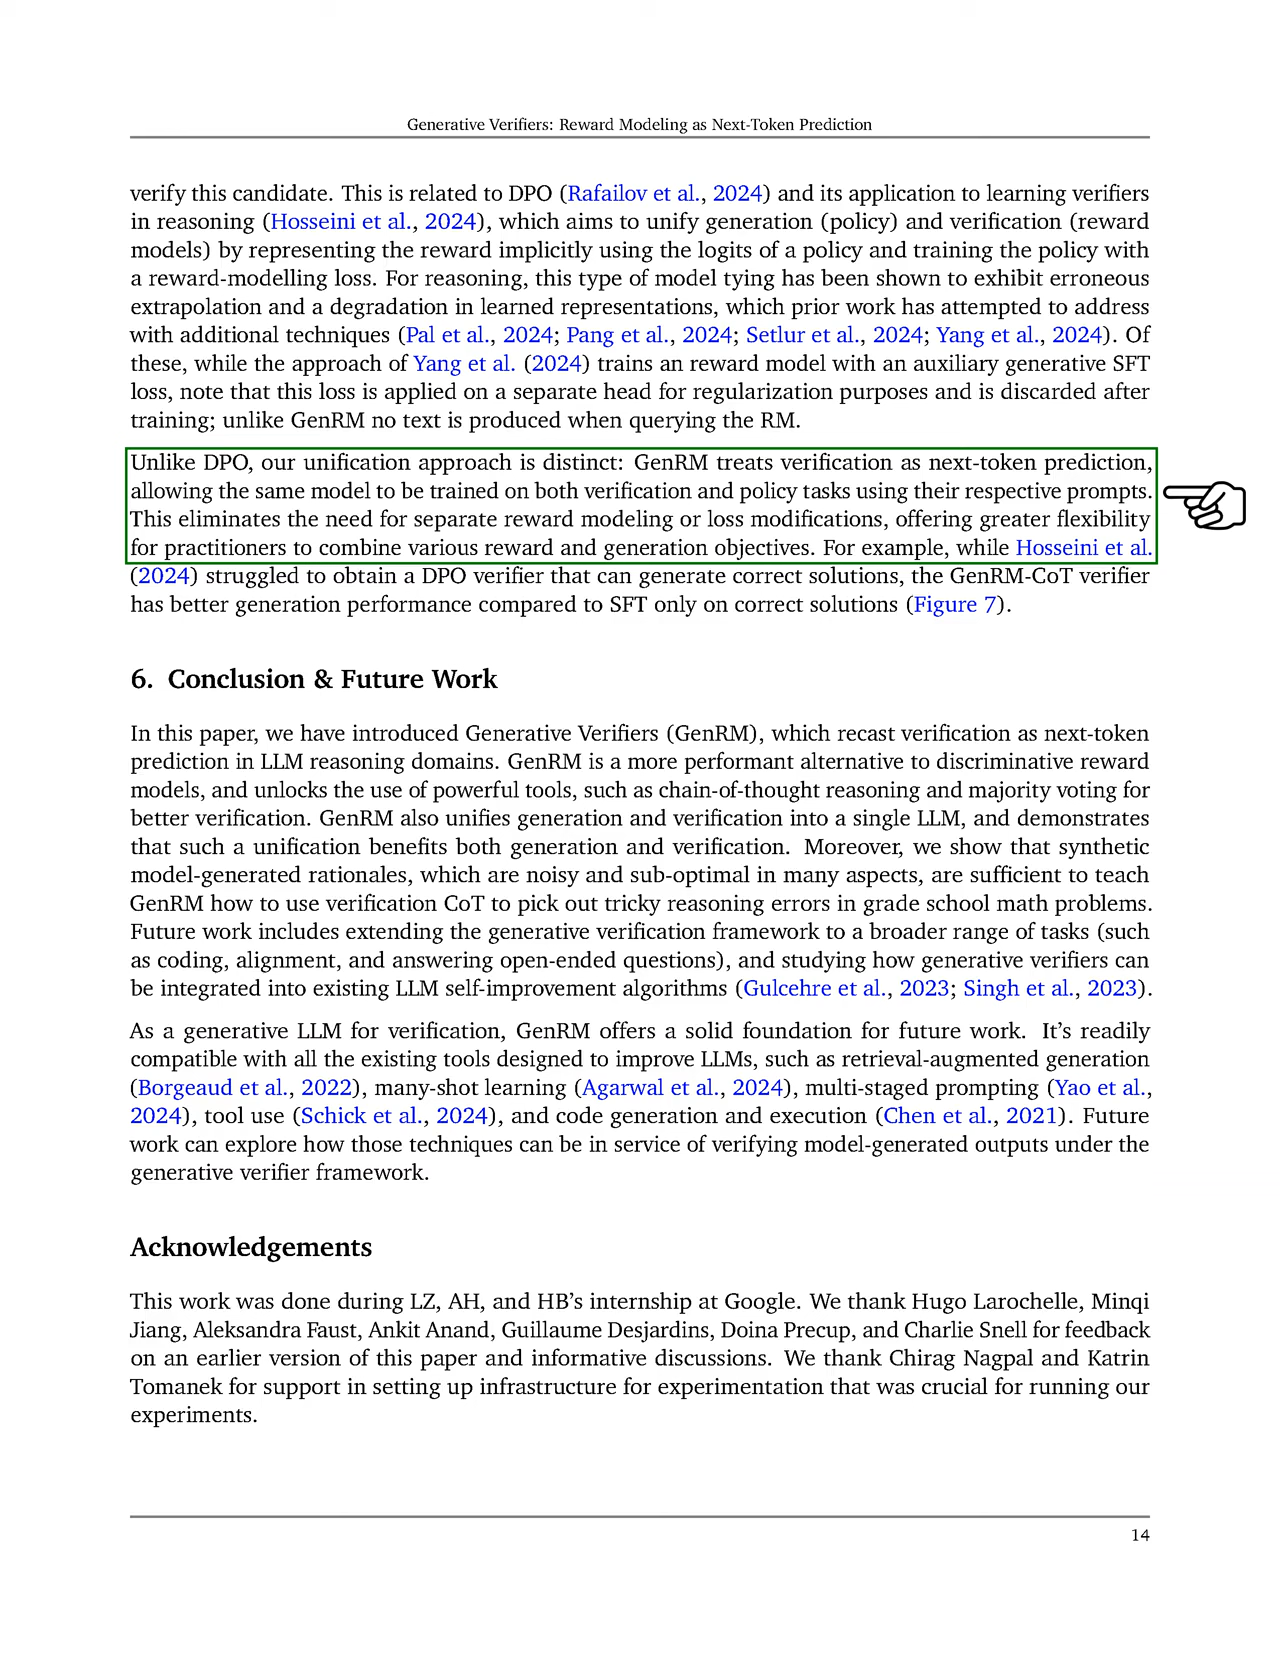 Generative Verifiers: Reward Modeling as Next-Token Prediction
verify this candidate. This is related to DPO (Rafailov et al., 2024) and its application to learning verifiers
in reasoning (Hosseini et al., 2024), which aims to unify generation (policy) and verification (reward
models) by representing the reward implicitly using the logits of a policy and training the policy with
a reward-modelling loss. For reasoning, this type of model tying has been shown to exhibit erroneous
extrapolation and a degradation in learned representations, which prior work has attempted to address
with additional techniques (Pal et al., 2024; Pang et al., 2024; Setlur et al., 2024; Yang et al., 2024). Of
these, while the approach of Yang et al. (2024) trains an reward model with an auxiliary generative SFT
loss, note that this loss is applied on a separate head for regularization purposes and is discarded after
training; unlike GenRM no text is produced when querying the RM.
Unlike DPO, our unification approach is distinct: GenRM treats verification as next-token prediction,
allowing the same model to be trained on both verification and policy tasks using their respective prompts.
This eliminates the need for separate reward modeling or loss modifications, offering greater flexibility
for practitioners to combine various reward and generation objectives. For example, while Hosseini et al.
(2024) struggled to obtain a DPO verifier that can generate correct solutions, the GenRM-CoT verifier
has better generation performance compared to SFT only on correct solutions (Figure 7).
6. Conclusion & Future Work
In this paper, we have introduced Generative Verifiers (GenRM), which recast verification as next-token
prediction in LLM reasoning domains. GenRM is a more performant alternative to discriminative reward
models, and unlocks the use of powerful tools, such as chain-of-thought reasoning and majority voting for
better verification. GenRM also unifies generation and verification into a single LLM, and demonstrates
that such a unification benefits both generation and verification. Moreover, we show that synthetic
model-generated rationales, which are noisy and sub-optimal in many aspects, are sufficient to teach
GenRM how to use verification CoT to pick out tricky reasoning errors in grade school math problems.
Future work includes extending the generative verification framework to a broader range of tasks (such
as coding, alignment, and answering open-ended questions), and studying how generative verifiers can
be integrated into existing LLM self-improvement algorithms (Gulcehre et al., 2023; Singh et al., 2023).
As a generative LLM for verification, GenRM offers a solid foundation for future work. It's readily
compatible with all the existing tools designed to improve LLMs, such as retrieval-augmented generation
(Borgeaud et al., 2022), many-shot learning (Agarwal et al., 2024), multi-staged prompting (Yao et al.,
2024), tool use (Schick et al., 2024), and code generation and execution (Chen et al., 2021). Future
work can explore how those techniques can be in service of verifying model-generated outputs under the
generative verifier framework.
Acknowledgements
This work was done during LZ, AH, and HB's internship at Google. We thank Hugo Larochelle, Minqi
Jiang, Aleksandra Faust, Ankit Anand, Guillaume Desjardins, Doina Precup, and Charlie Snell for feedback
on an earlier version of this paper and informative discussions. We thank Chirag Nagpal and Katrin
Tomanek for support in setting up infrastructure for experimentation that was crucial for running our
experiments.
14